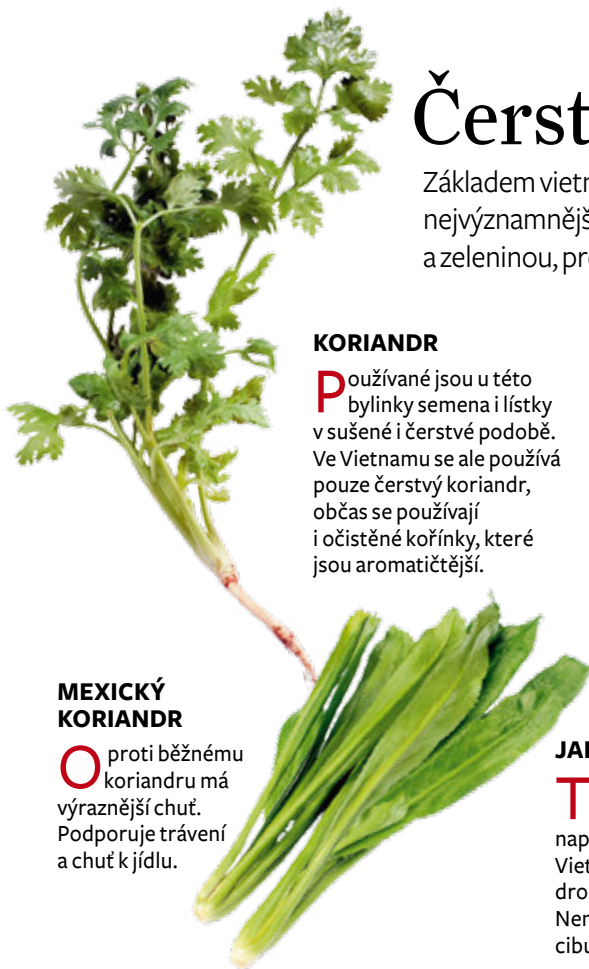 Čerst
Základem vietn
nejvýznamnějš
a zeleninou, pr
KORIANDR
Používané jsou u této
bylinky semena i lístky
v sušené i čerstvé podobě.
Ve Vietnamu se ale používá
pouze čerstvý koriandr,
občas se používají
i očistěné kořínky, které
jsou aromatičtější.
MEXICKÝ
KORIANDR
Oproti běžnému
koriandru má
výraznější chuť.
Podporuje trávení
a chuť k jídlu.
JA
T
nap
Viet
dro
Ner
cibu